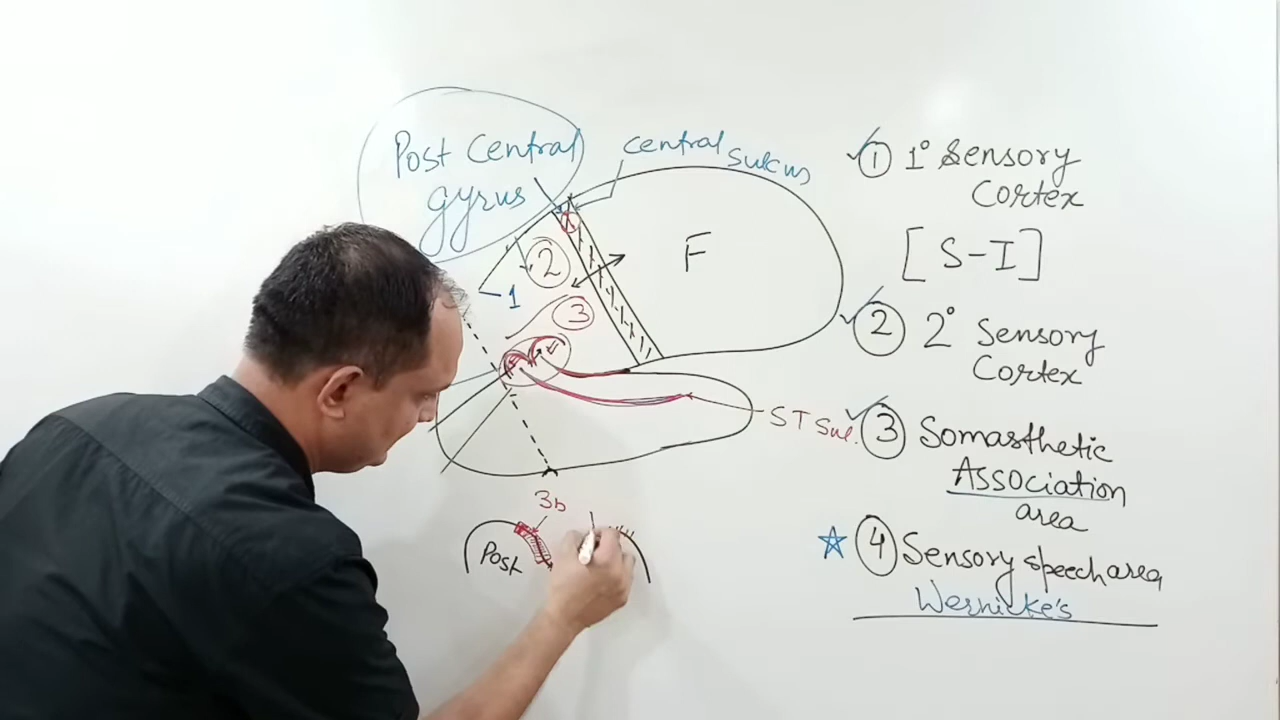 Post Central
gyrus
central
sulcus
F
2
1
3
ST Sul.
3b
Post
① 1° Sensory
Cortex
[S-I]
② 2° Sensory
Cortex
③ Somasthetic
Association
area
④ Sensory speech area
Wernicke's